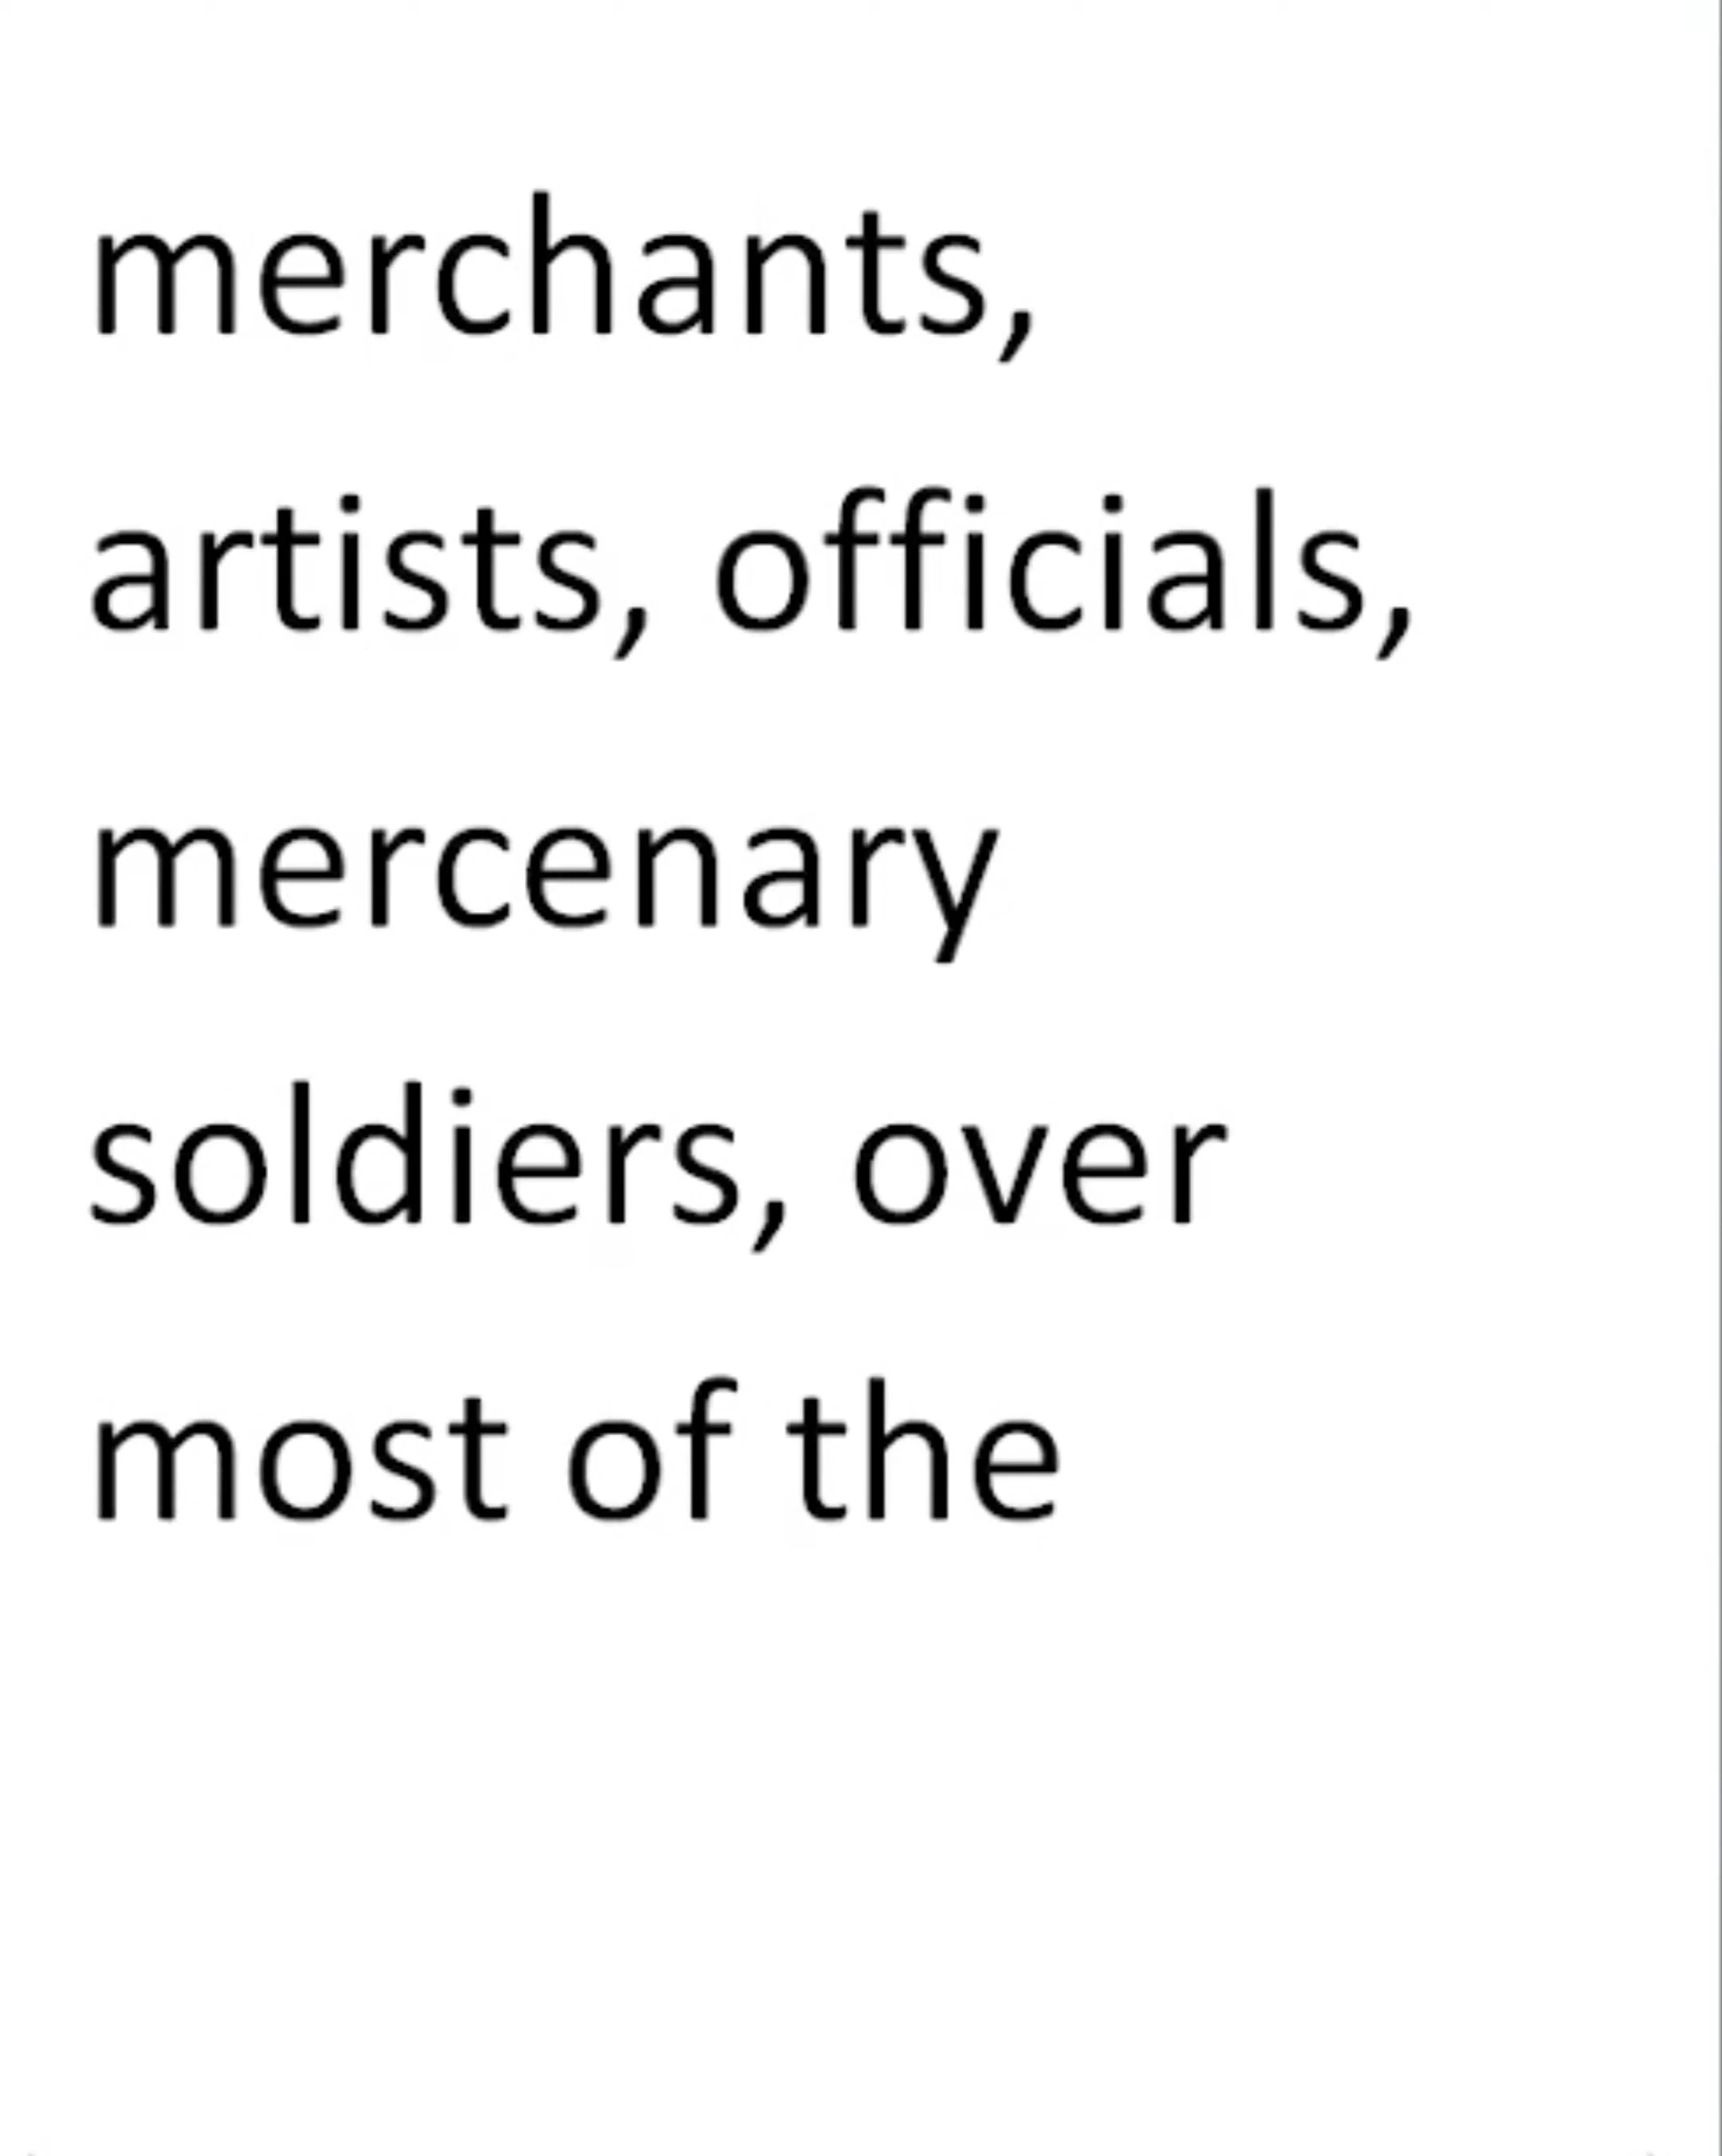 merchants,
artists, officials,
mercenary
soldiers, over
most of the